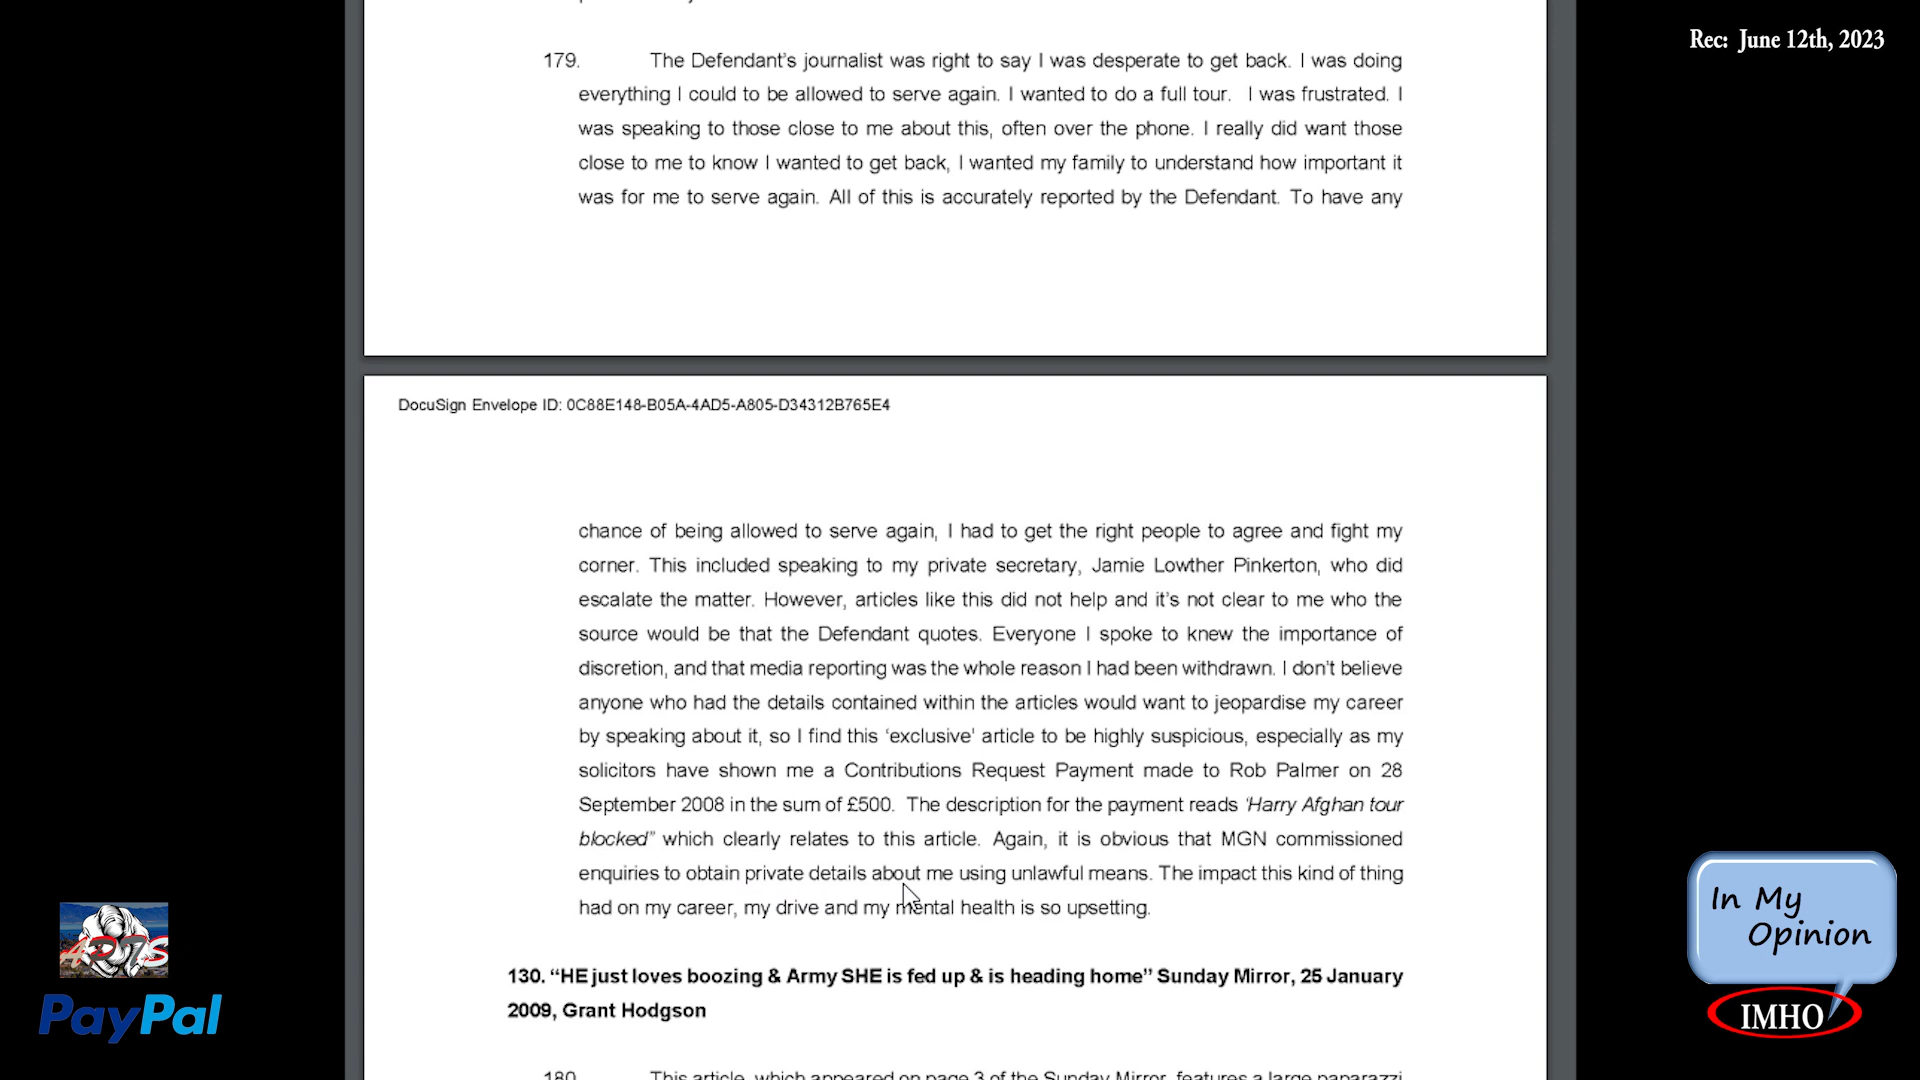 Rec: June 12th, 2023
179. The Defendant's journalist was right to say I was desperate to get back. I was doing
everything I could to be allowed to serve again. I wanted to do a full tour. I was frustrated. I
was speaking to those close to me about this, often over the phone. I really did want those
close to me to know I wanted to get back, I wanted my family to understand how important it
was for me to serve again. All of this is accurately reported by the Defendant. To have any
DocuSign Envelope ID: 0C88E148-B05A-4AD5-A805-D34312B765E4
chance of being allowed to serve again, I had to get the right people to agree and fight my
corner. This included speaking to my private secretary, Jamie Lowther Pinkerton, who did
escalate the matter. However, articles like this did not help and it's not clear to me who the
source would be that the Defendant quotes. Everyone I spoke to knew the importance of
discretion, and that media reporting was the whole reason I had been withdrawn. I don't believe
anyone who had the details contained within the articles would want to jeopardise my career
by speaking about it, so I find this 'exclusive' article to be highly suspicious, especially as my
solicitors have shown me a Contributions Request Payment made to Rob Palmer on 28
September 2008 in the sum of £500. The description for the payment reads 'Harry Afghan tour
blocked" which clearly relates to this article. Again, it is obvious that MGN commissioned
enquiries to obtain private details about me using unlawful means. The impact this kind of thing
had on my career, my drive and my mental health is so upsetting.
130. “HE just loves boozing & Army SHE is fed up & is heading home” Sunday Mirror, 25 January
2009, Grant Hodgson
180. This article, which appeared on page 3 of the Sunday Mirror, features a large paparazzi
PayPal
In My
Opinion
IMHO